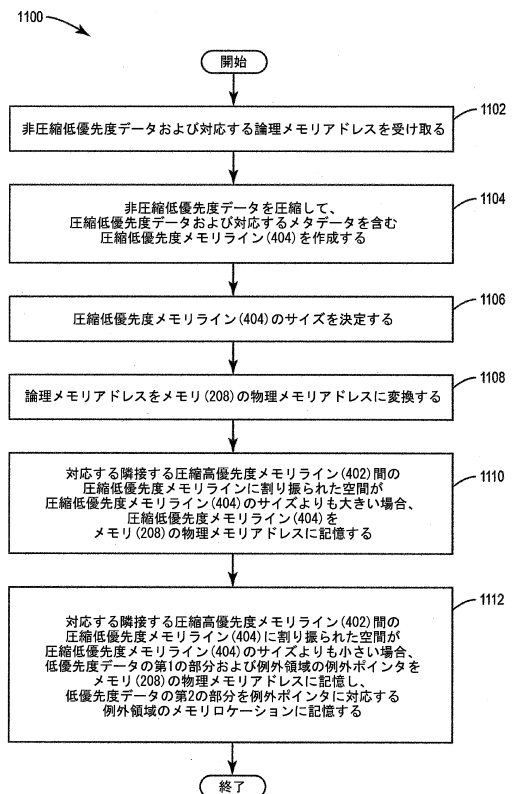 1100
開始
1102
非圧縮低優先度データおよび対応する論理メモリアドレスを受け取る
1104
非圧縮低優先度データを圧縮して、
圧縮低優先度データおよび対応するメタデータを含む
圧縮低優先度メモリライン(404)を作成する
1106
圧縮低優先度メモリライン(404)のサイズを決定する
1108
論理メモリアドレスをメモリ(208)の物理メモリアドレスに変換する
1110
対応する隣接する圧縮高優先度メモリライン(402)間の
圧縮低優先度メモリラインに割り振られた空間が
圧縮低優先度メモリライン(404)のサイズよりも大きい場合、
圧縮低優先度メモリライン(404)を
メモリ(208)の物理メモリアドレスに記憶する
1112
対応する隣接する圧縮高優先度メモリライン(402)間の
圧縮低優先度メモリライン(404)に割り振られた空間が
圧縮低優先度メモリライン(404)のサイズよりも小さい場合、
低優先度データの第1の部分および例外領域の例外ポインタを
メモリ(208)の物理メモリアドレスに記憶し、
低優先度データの第2の部分を例外ポインタに対応する
例外領域のメモリロケーションに記憶する
終了